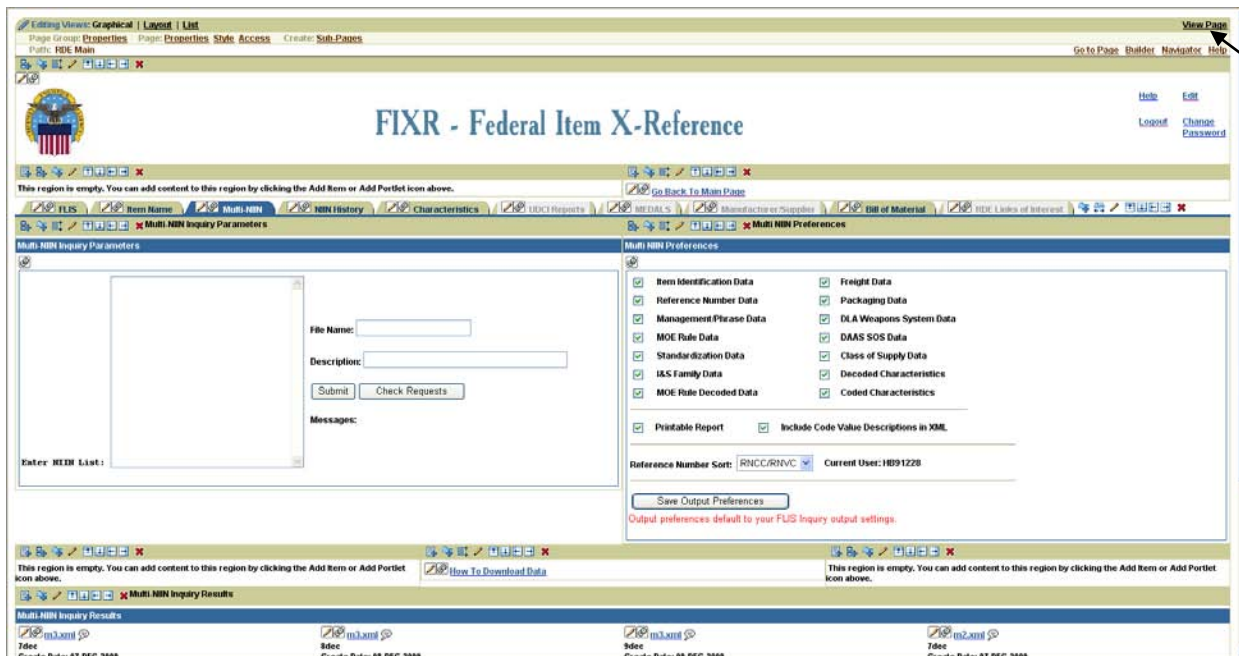 Editing Views: Graphical | Layout | List View Page
Page Group: Properties Page: Properties Style Access Create: Sub-Pages
Path: RDE Main Go to Page Builder Navigator Help
FIXR - Federal Item X-Reference
Help Edit
Logout Change Password
This region is empty. You can add content to this region by clicking the Add Item or Add Portlet icon above.
Go Back To Main Page
FLIS Item Name Multi-NIIN NIIN History Characteristics UDCI Reports MEDALS Manufacturer/Supplier Bill of Material RDE Links of Interest
Multi-NIIN Inquiry Parameters
Multi NIIN Preferences
Multi-NIIN Inquiry Parameters
Enter NIIN List:
File Name:
Description:
Submit Check Requests
Messages:
Multi NIIN Preferences
Item Identification Data Freight Data
Reference Number Data Packaging Data
Management/Phrase Data DLA Weapons System Data
MOE Rule Data DAAS SOS Data
Standardization Data Class of Supply Data
I&S Family Data Decoded Characteristics
MOE Rule Decoded Data Coded Characteristics
Printable Report Include Code Value Descriptions in XML
Reference Number Sort: RNCC/RNVC Current User: HB91228
Save Output Preferences
Output preferences default to your FLIS Inquiry output settings.
This region is empty. You can add content to this region by clicking the Add Item or Add Portlet
icon above.
How To Download Data
This region is empty. You can add content to this region by clicking the Add Item or Add Portlet
icon above.
Multi-NIIN Inquiry Results
Multi-NIIN Inquiry Results
m3.xml m3.xml m3.xml m2.xml
7dec 8dec 9dec 7dec